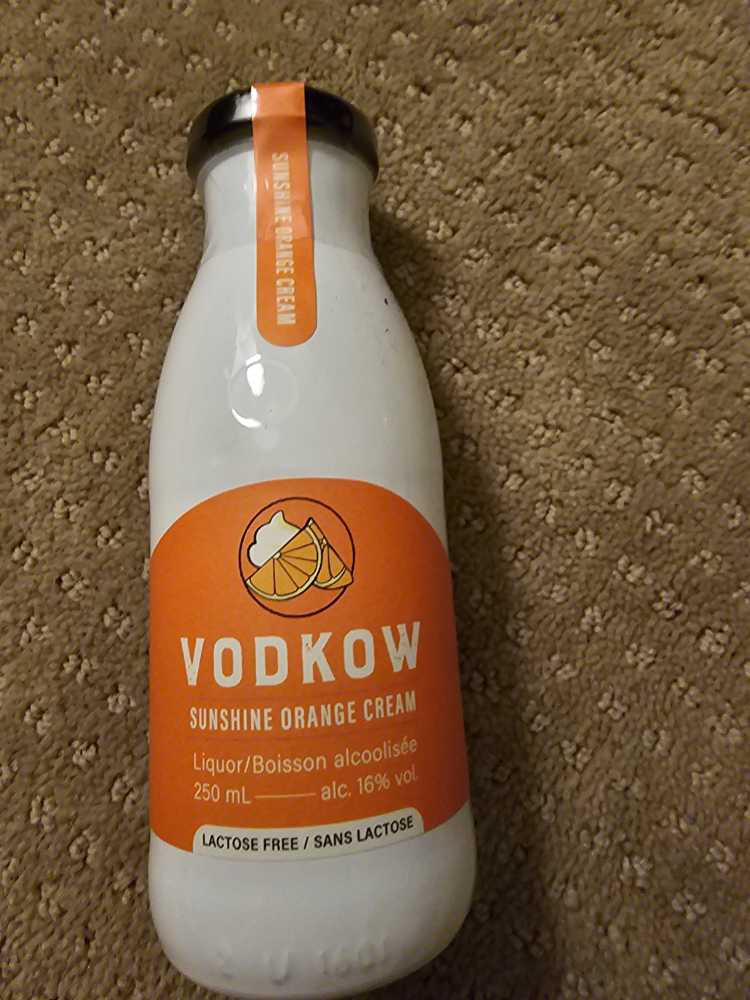 SUNSHINE ORANGE CREAM
VODKOW
SUNSHINE ORANGE CREAM
Liquor/Boisson alcoolisée
250 mL alc. 16% vol.
LACTOSE FREE / SANS LACTOSE